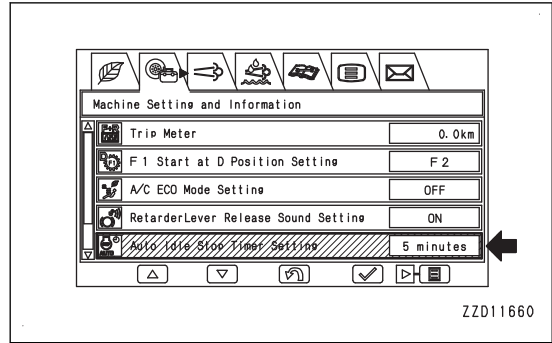 Machine Setting and Information
Trip Meter 0.0km
F1 Start at D Position Setting F2
A/C ECO Mode Setting OFF
RetarderLever Release Sound Setting ON
AUTO Auto Idle Stop Timer Setting 5 minutes
ZZD11660